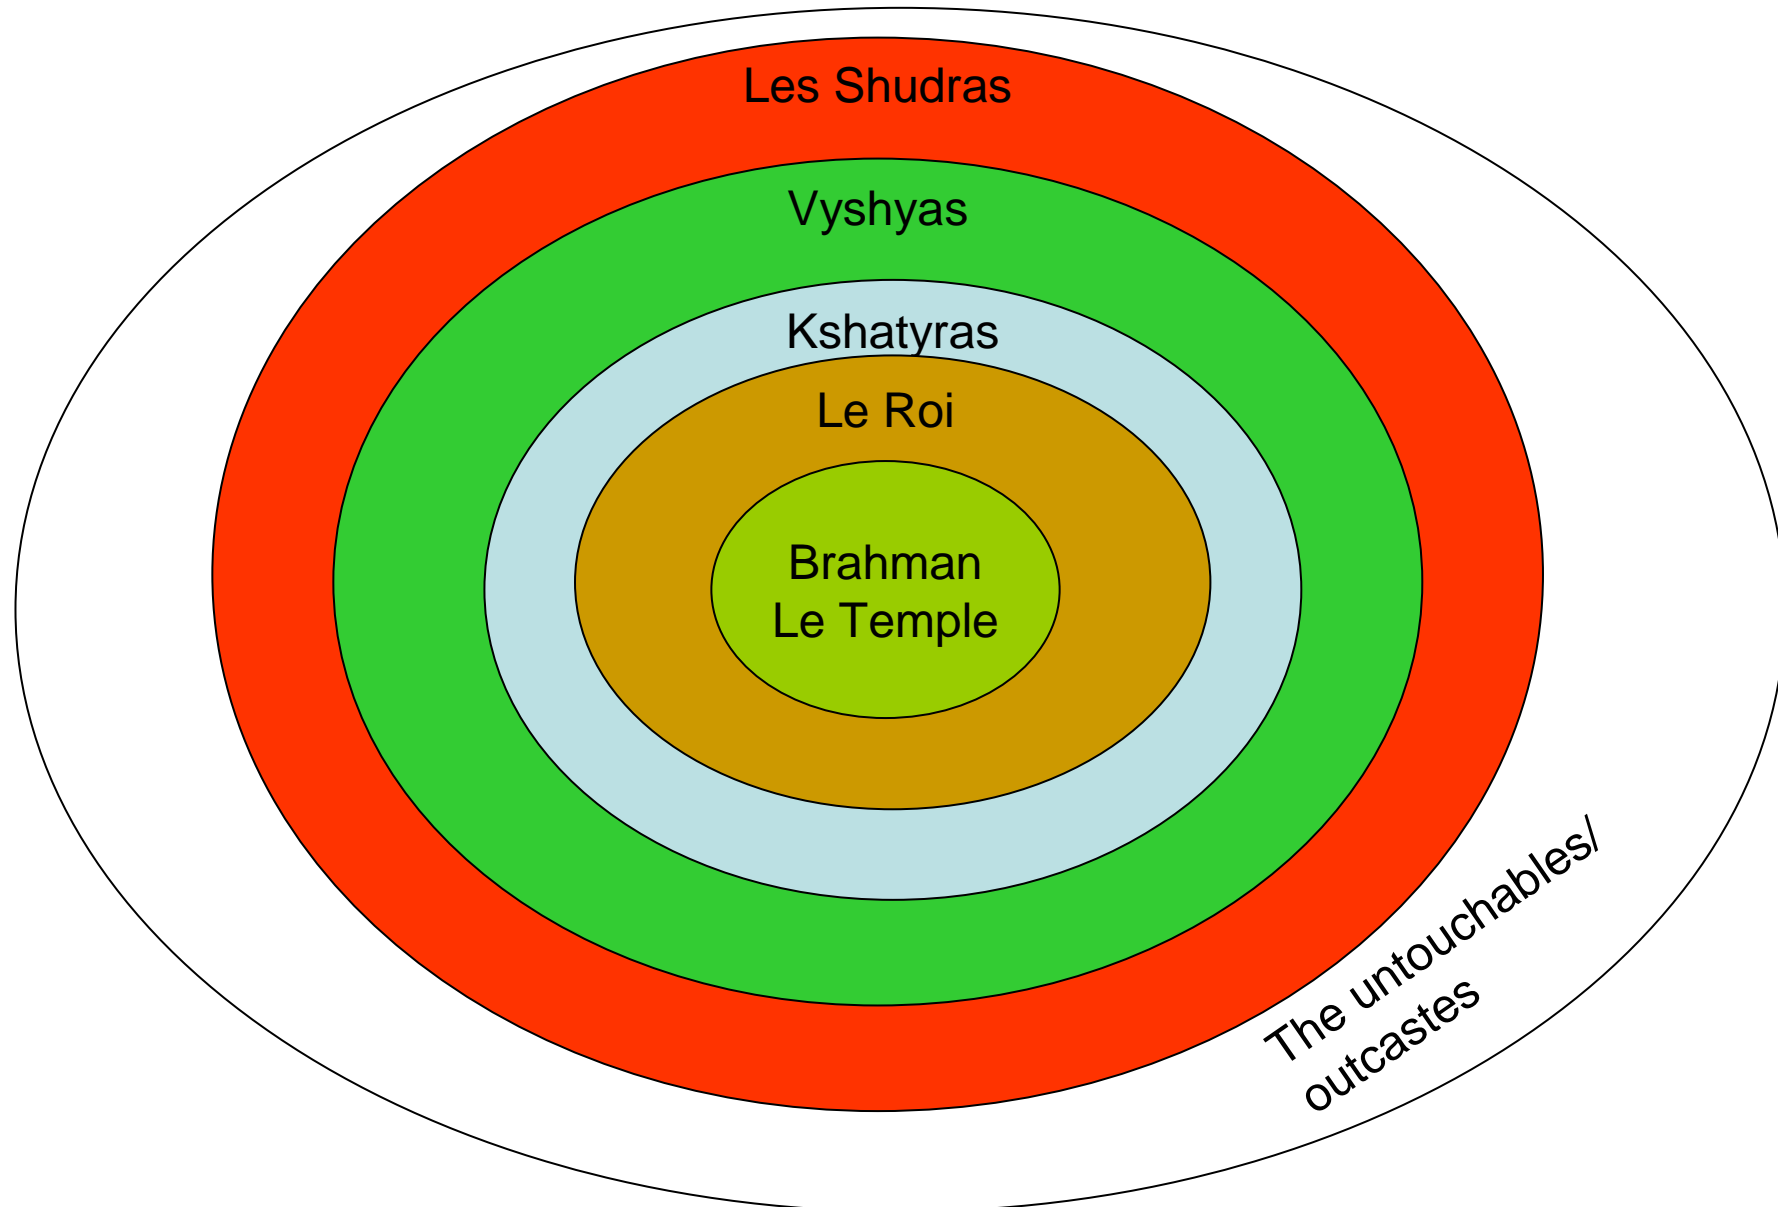 Les Shudras
Vyshyas
Kshatyras
Le Roi
Brahman
Le Temple
The untouchables/
outcastes